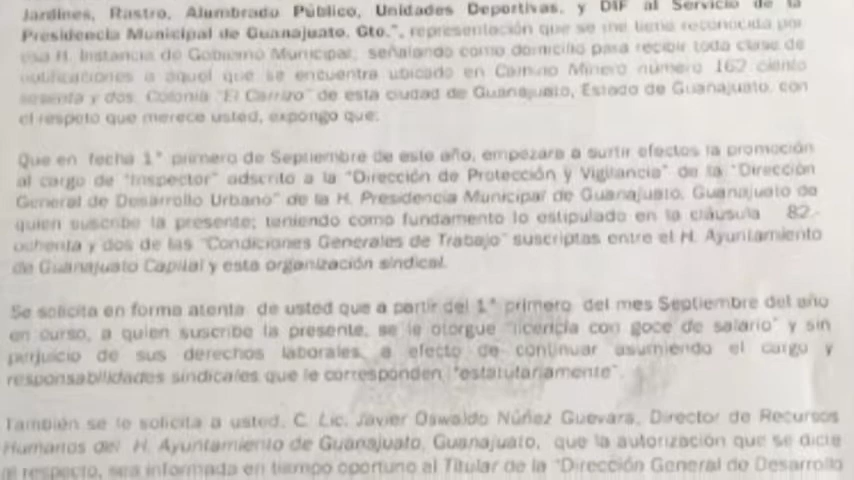 Jardines, Rastro, Alumbrado Público, Unidades Deportivas, y DIF al Servicio de la
Presidencia Municipal de Guanajuato, Gto.", representación que se me tiene reconocida por
esa H. Instancia de Gobierno Municipal; señalando como domicilio para recibir toda clase de
notificaciones a aquel que se encuentra ubicado en Camino Minero número 162 ciento
sesenta y dos, Colonia "El Carrizo" de esta ciudad de Guanajuato, Estado de Guanajuato, con
el respeto que merece usted, expongo que:
Que en fecha 1° primero de Septiembre de este año, empezara a surtir efectos la promoción
al cargo de "Inspector" adscrito a la "Dirección de Protección y Vigilancia" de la "Dirección
General de Desarrollo Urbano" de la H. Presidencia Municipal de Guanajuato, Guanajuato de
quien suscribe la presente; teniendo como fundamento lo estipulado en la cláusula 82.-
ochenta y dos de las "Condiciones Generales de Trabajo" suscriptas entre el H. Ayuntamiento
de Guanajuato Capital y esta organización sindical.
Se solicita en forma atenta de usted que a partir del 1° primero del mes Septiembre del año
en curso, a quien suscribe la presente, se le otorgue "licencia con goce de salario" y sin
perjuicio de sus derechos laborales, a efecto de continuar asumiendo el cargo y
responsabilidades sindicales que le corresponden "estatutariamente".
También se le solicita a usted, C. Lic. Javier Oswaldo Núñez Guevara, Director de Recursos
Humanos del H. Ayuntamiento de Guanajuato, Guanajuato, que la autorización que se dicte
al respecto, sea informada en tiempo oportuno al Titular de la "Dirección General de Desarrollo